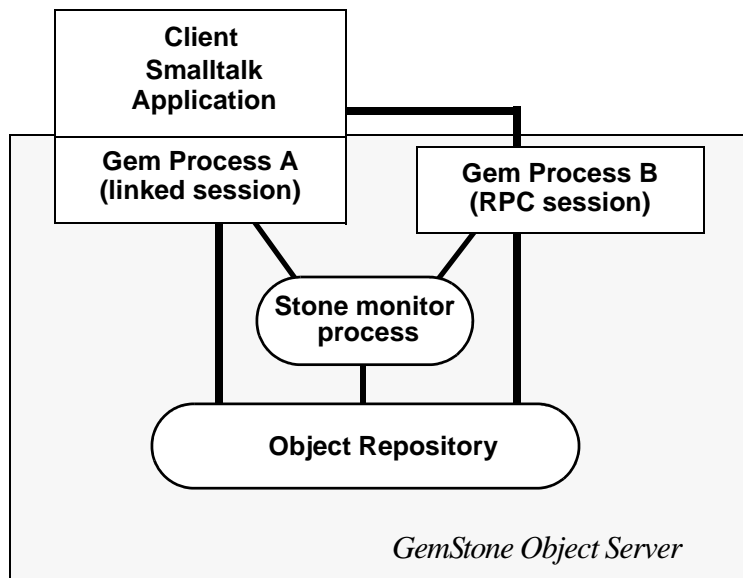 Client
Smalltalk
Application
Gem Process A
(linked session)
Gem Process B
(RPC session)
Stone monitor
process
Object Repository
GemStone Object Server